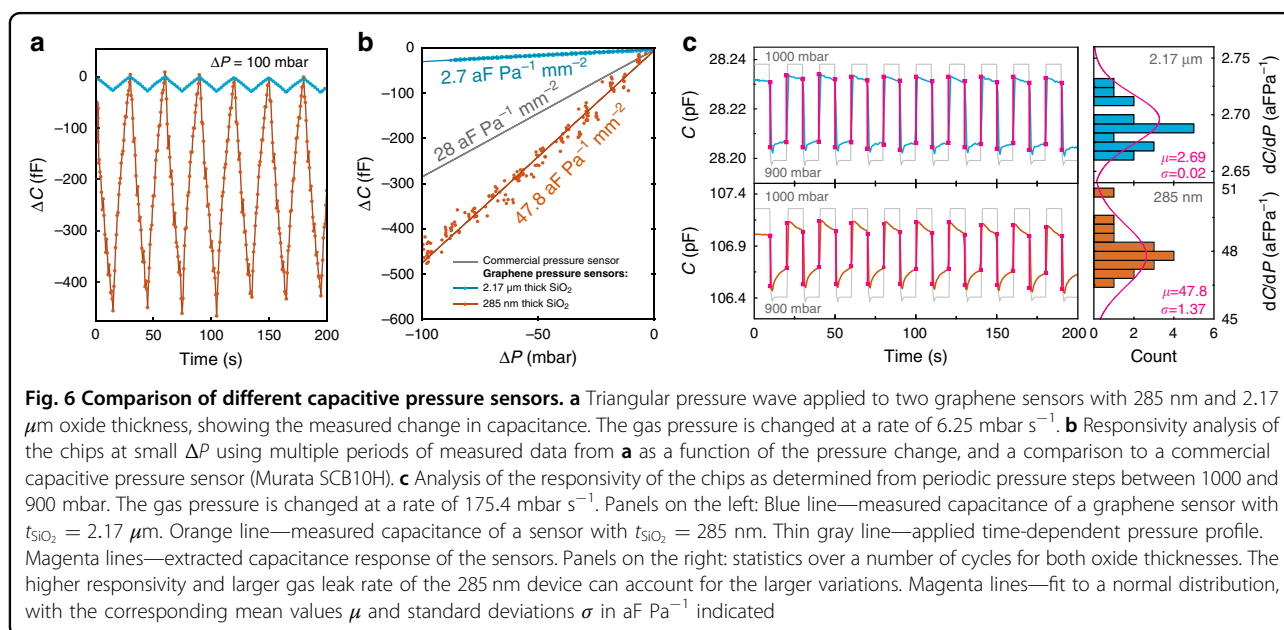 a
ΔP = 100 mbar
0
−100
−200
−300
−400
ΔC (fF)
0
50
100
150
200
Time (s)
b
0
−100
−200
−300
−400
−500
−600
ΔC (fF)
2.7 aF Pa⁻¹ mm⁻²
28 aF Pa⁻¹ mm⁻²
47.8 aF Pa⁻¹ mm⁻²
Commercial pressure sensor
Graphene pressure sensors:
2.17 μm thick SiO₂
285 nm thick SiO₂
−100
−50
0
ΔP (mbar)
c
28.24
28.22
28.20
C (pF)
1000 mbar
900 mbar
107.4
106.9
106.4
C (pF)
1000 mbar
900 mbar
0
50
100
150
200
Time (s)
2.17 μm
μ=2.69
σ=0.02
2.75
2.70
2.65
dC/dP (aFPa⁻¹)
285 nm
μ=47.8
σ=1.37
51
48
45
dC/dP (aFPa⁻¹)
0
2
4
6
Count
Fig. 6 Comparison of different capacitive pressure sensors. a Triangular pressure wave applied to two graphene sensors with 285 nm and 2.17
μm oxide thickness, showing the measured change in capacitance. The gas pressure is changed at a rate of 6.25 mbar s⁻¹. b Responsivity analysis of
the chips at small ΔP using multiple periods of measured data from a as a function of the pressure change, and a comparison to a commercial
capacitive pressure sensor (Murata SCB10H). c Analysis of the responsivity of the chips as determined from periodic pressure steps between 1000 and
900 mbar. The gas pressure is changed at a rate of 175.4 mbar s⁻¹. Panels on the left: Blue line—measured capacitance of a graphene sensor with
t_SiO₂ = 2.17 μm. Orange line—measured capacitance of a sensor with t_SiO₂ = 285 nm. Thin gray line—applied time-dependent pressure profile.
Magenta lines—extracted capacitance response of the sensors. Panels on the right: statistics over a number of cycles for both oxide thicknesses. The
higher responsivity and larger gas leak rate of the 285 nm device can account for the larger variations. Magenta lines—fit to a normal distribution,
with the corresponding mean values μ and standard deviations σ in aF Pa⁻¹ indicated